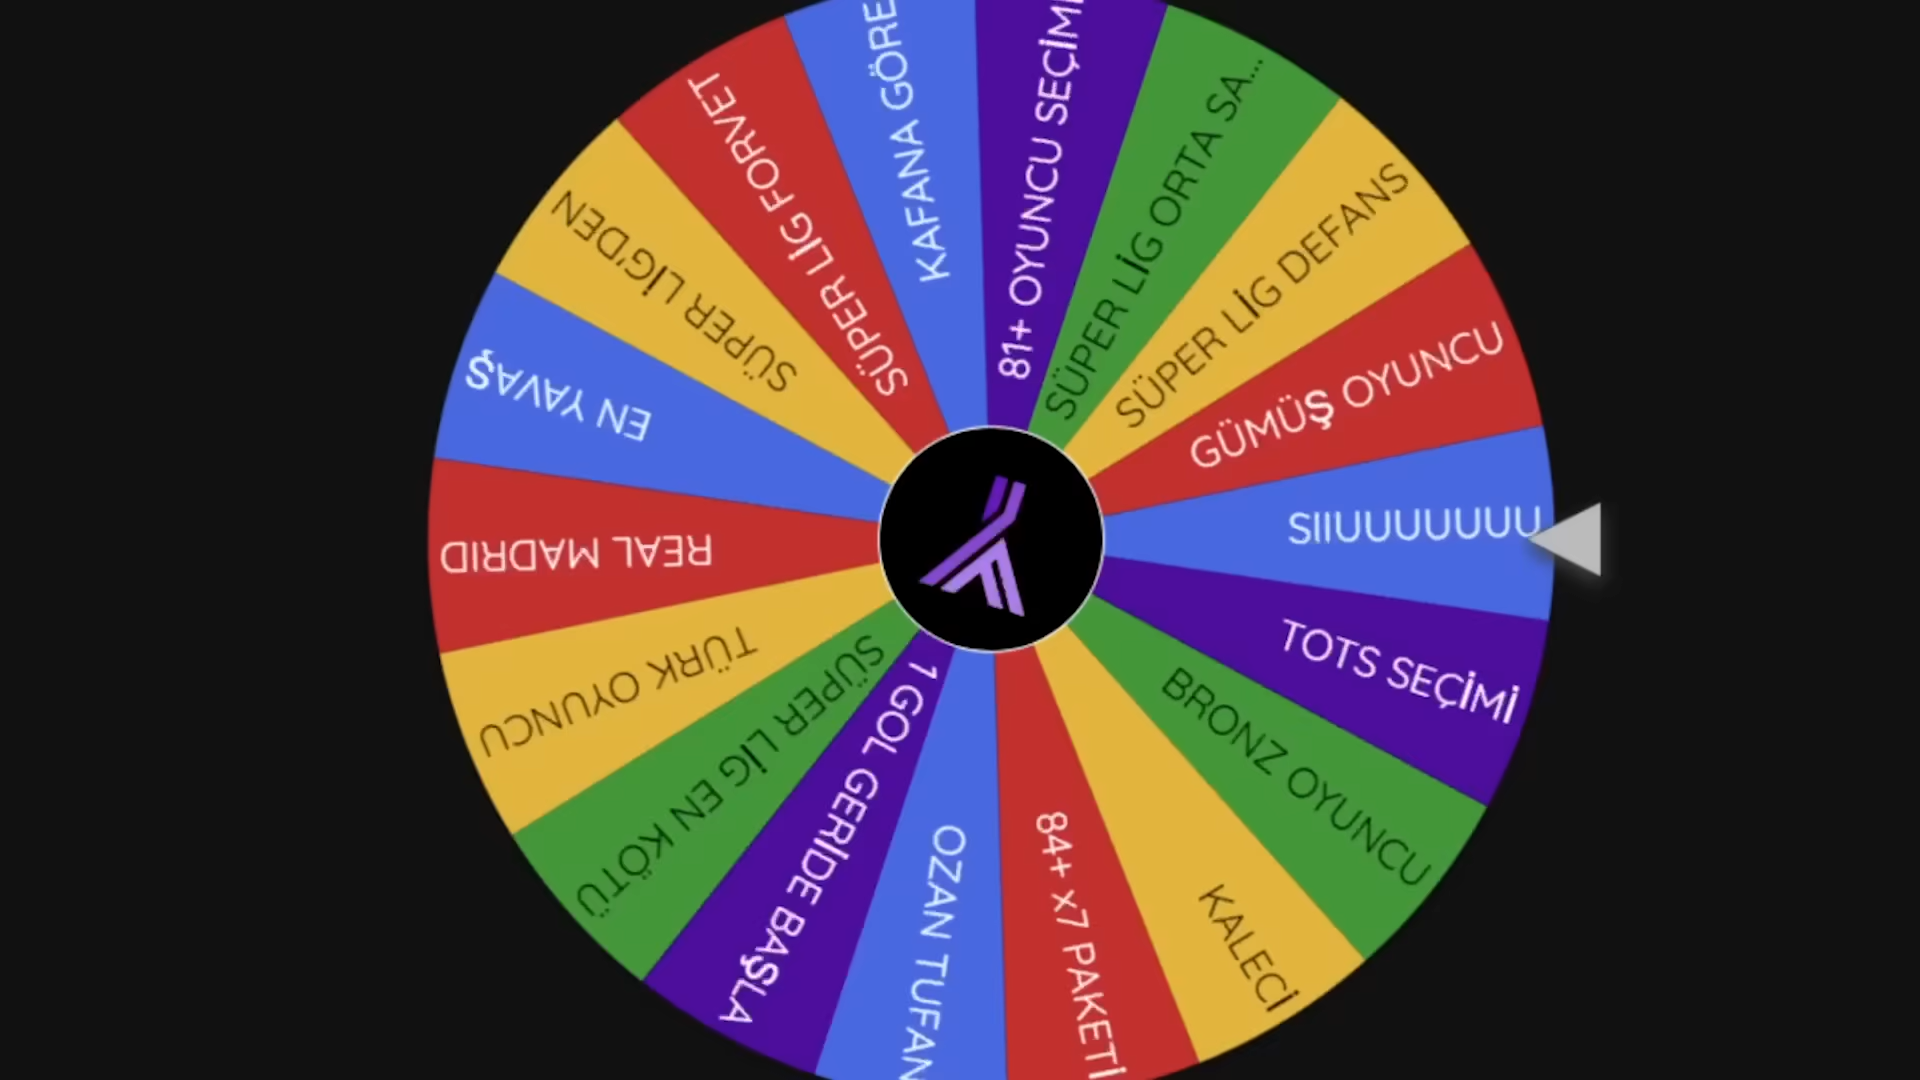 KAFANA GÖRE
81+ OYUNCU SEÇİMİ
SÜPER LİG ORTA SA...
SÜPER LİG DEFANS
GÜMÜŞ OYUNCU
SIIUUUUUUU
TOTS SEÇİMİ
BRONZ OYUNCU
KALECİ
84+ x7 PAKETİ
OZAN TUFAN
1 GOL GERİDE BAŞLA
SÜPER LİG EN KÖTÜ
TÜRK OYUNCU
REAL MADRID
EN YAVAŞ
SÜPER LİG'DEN
SÜPER LİG FORVET